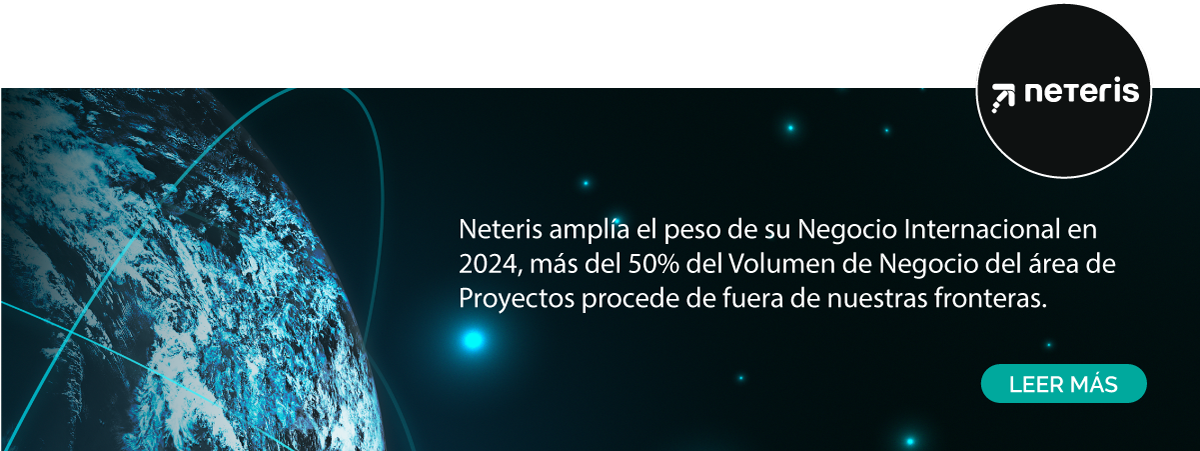 neteris
Neteris amplía el peso de su Negocio Internacional en
2024, más del 50% del Volumen de Negocio del área de
Proyectos procede de fuera de nuestras fronteras.
LEER MÁS